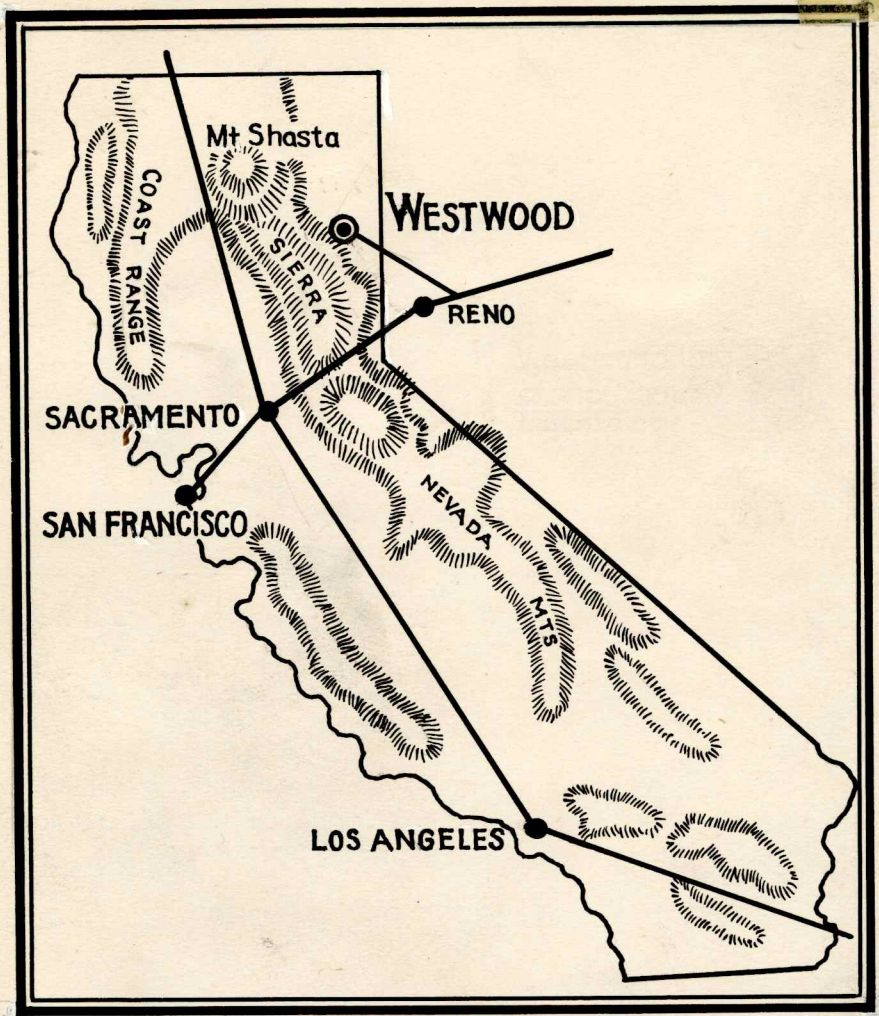 Mt Shasta
COAST RANGE
WESTWOOD
SIERRA
RENO
SACRAMENTO
NEVADA
SAN FRANCISCO
MTS
LOS ANGELES